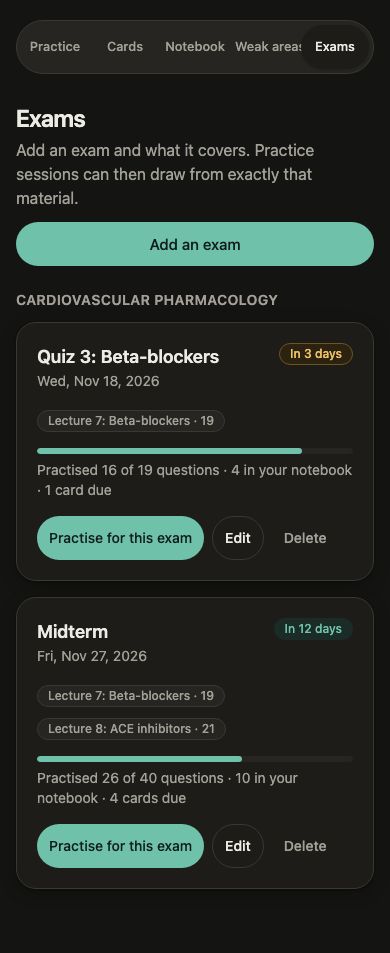 Practice Cards Notebook Weak areas Exams
Exams
Add an exam and what it covers. Practice
sessions can then draw from exactly that
material.
Add an exam
CARDIOVASCULAR PHARMACOLOGY
Quiz 3: Beta-blockers In 3 days
Wed, Nov 18, 2026
Lecture 7: Beta-blockers · 19
Practised 16 of 19 questions · 4 in your notebook
· 1 card due
Practise for this exam Edit Delete
Midterm In 12 days
Fri, Nov 27, 2026
Lecture 7: Beta-blockers · 19
Lecture 8: ACE inhibitors · 21
Practised 26 of 40 questions · 10 in your
notebook · 4 cards due
Practise for this exam Edit Delete